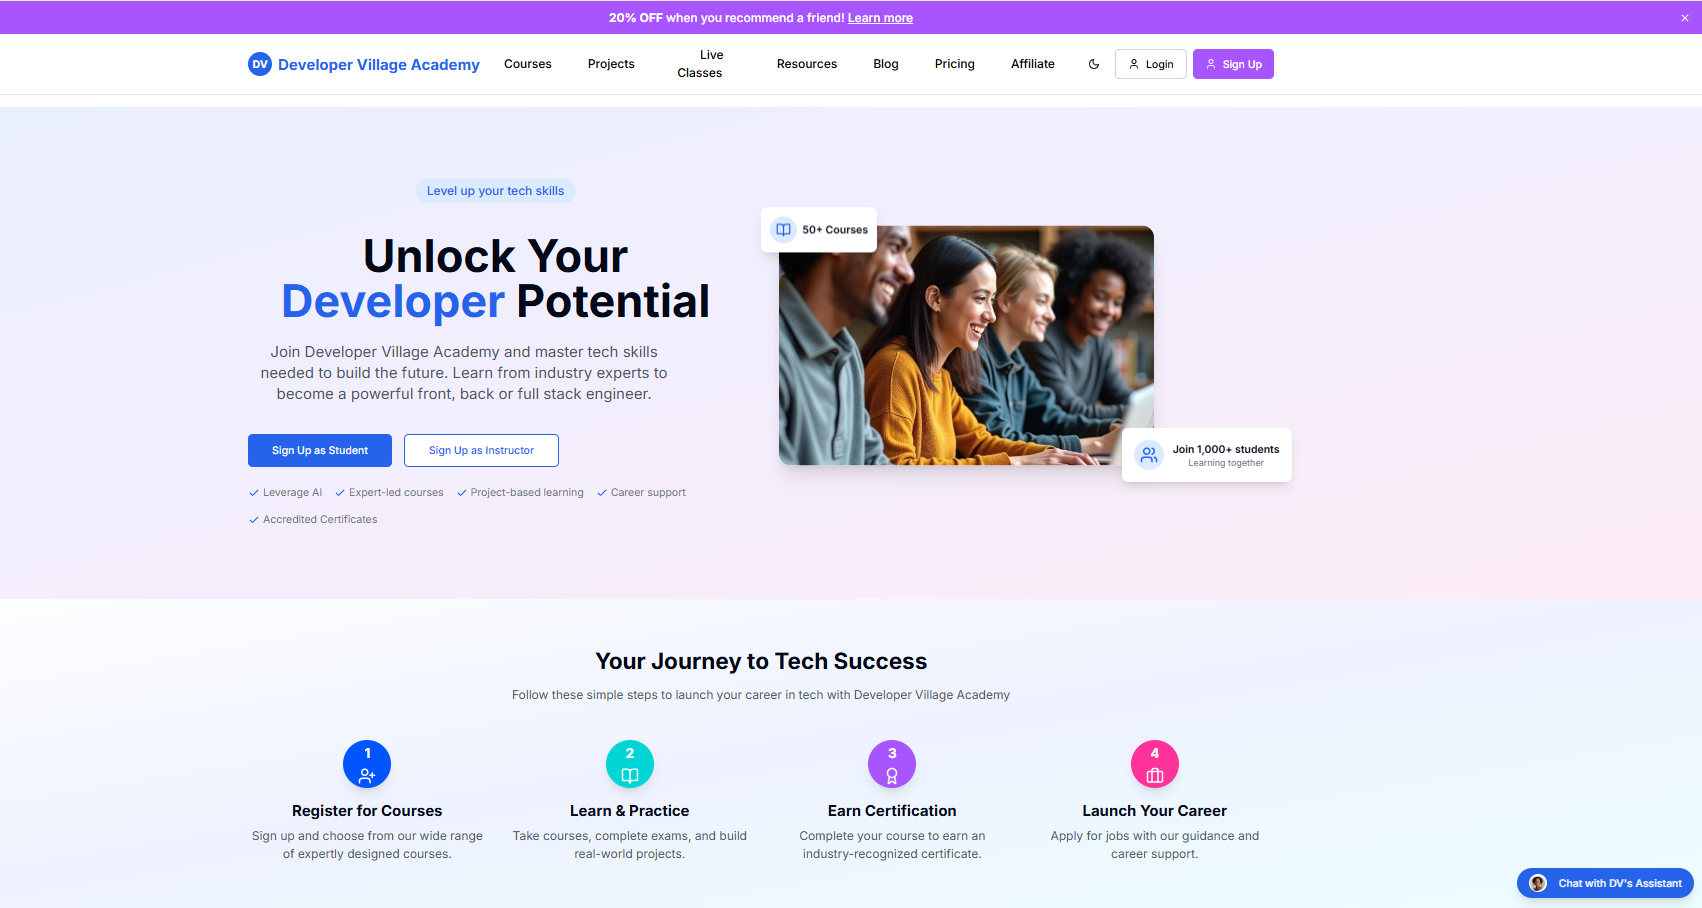 20% OFF when you recommend a friend! Learn more
DV Developer Village Academy
Courses
Projects
Live
Classes
Resources
Blog
Pricing
Affiliate
Login
Sign Up
Level up your tech skills
Unlock Your
Developer Potential
Join Developer Village Academy and master tech skills
needed to build the future. Learn from industry experts to
become a powerful front, back or full stack engineer.
Sign Up as Student
Sign Up as Instructor
Leverage AI
Expert-led courses
Project-based learning
Career support
Accredited Certificates
50+ Courses
Join 1,000+ students
Learning together
Your Journey to Tech Success
Follow these simple steps to launch your career in tech with Developer Village Academy
1
Register for Courses
Sign up and choose from our wide range
of expertly designed courses.
2
Learn & Practice
Take courses, complete exams, and build
real-world projects.
3
Earn Certification
Complete your course to earn an
industry-recognized certificate.
4
Launch Your Career
Apply for jobs with our guidance and
career support.
Chat with DV's Assistant